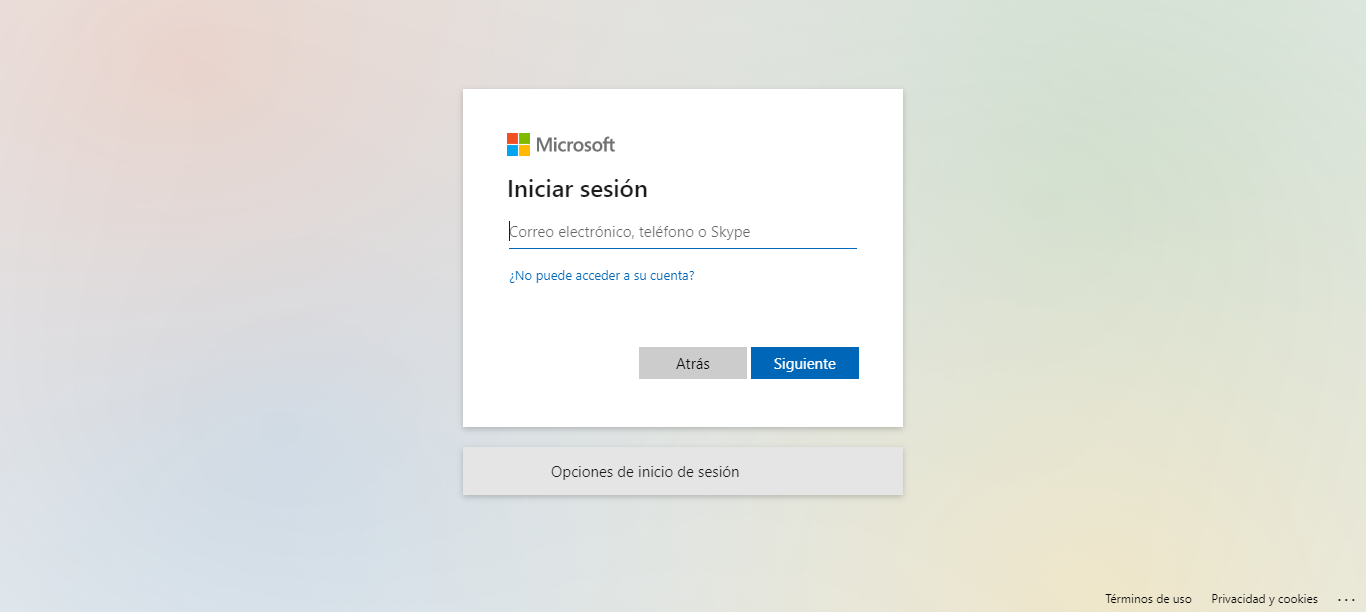 Microsoft
Iniciar sesión
Correo electrónico, teléfono o Skype
¿No puede acceder a su cuenta?
Atrás
Siguiente
Opciones de inicio de sesión
Términos de uso
Privacidad y cookies
...